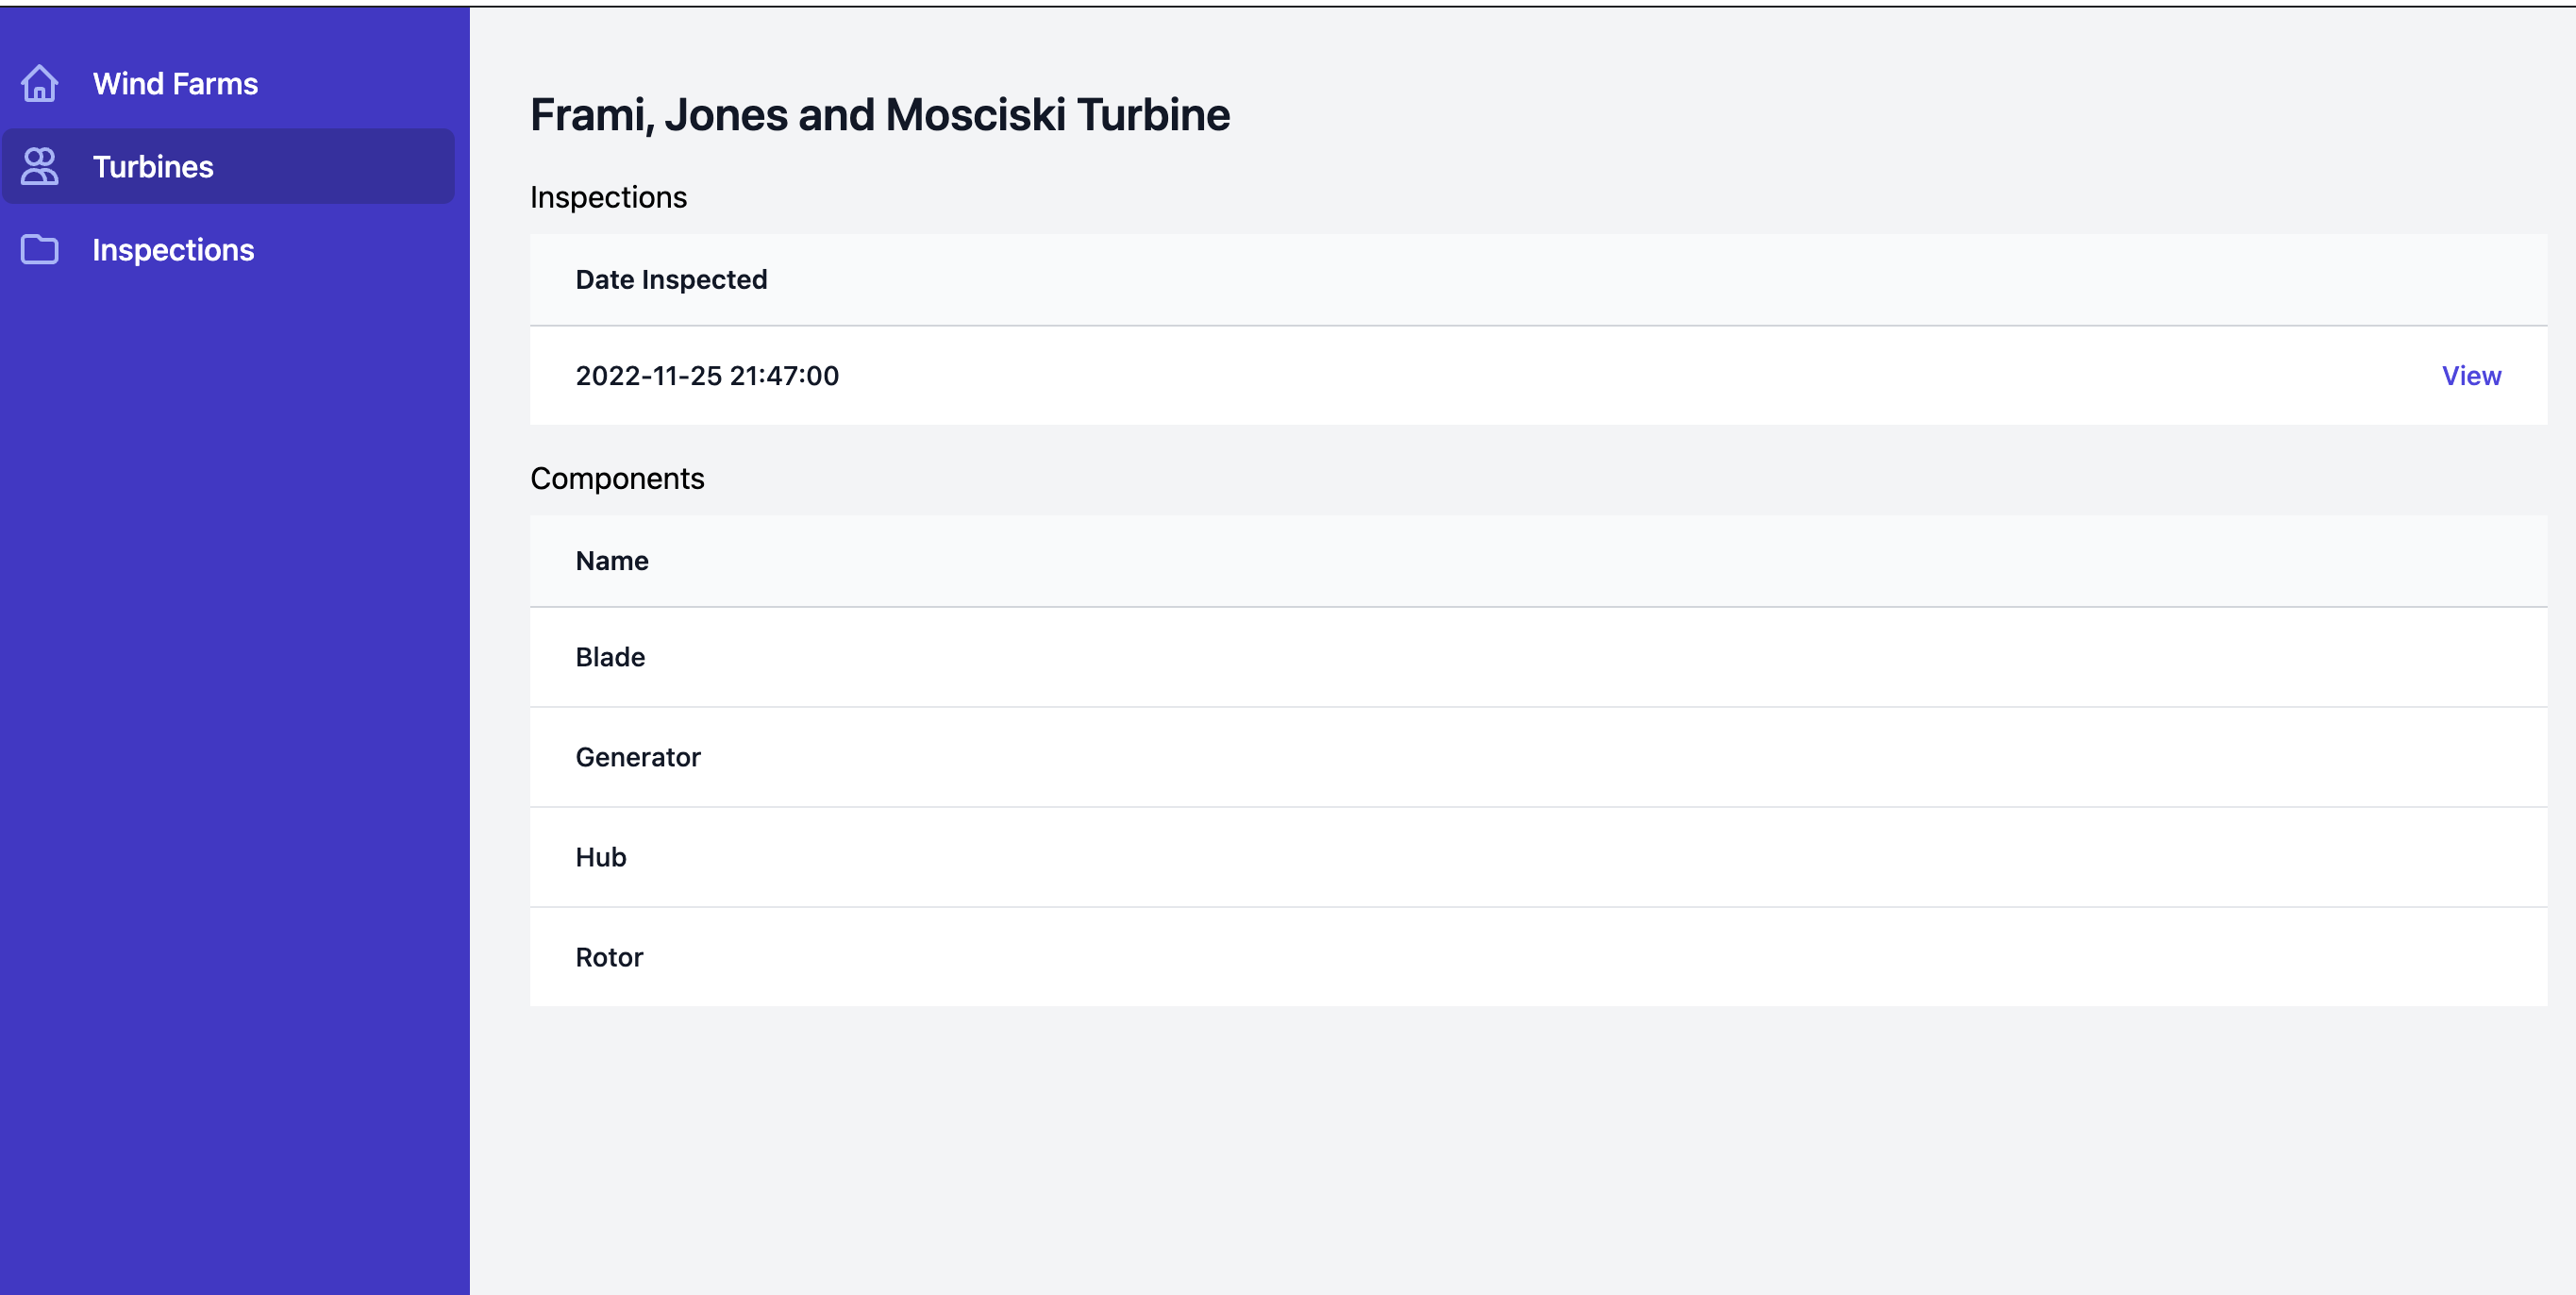 Wind Farms
Turbines
Inspections
Frami, Jones and Mosciski Turbine
Inspections
Date Inspected
2022-11-25 21:47:00 View
Components
Name
Blade
Generator
Hub
Rotor